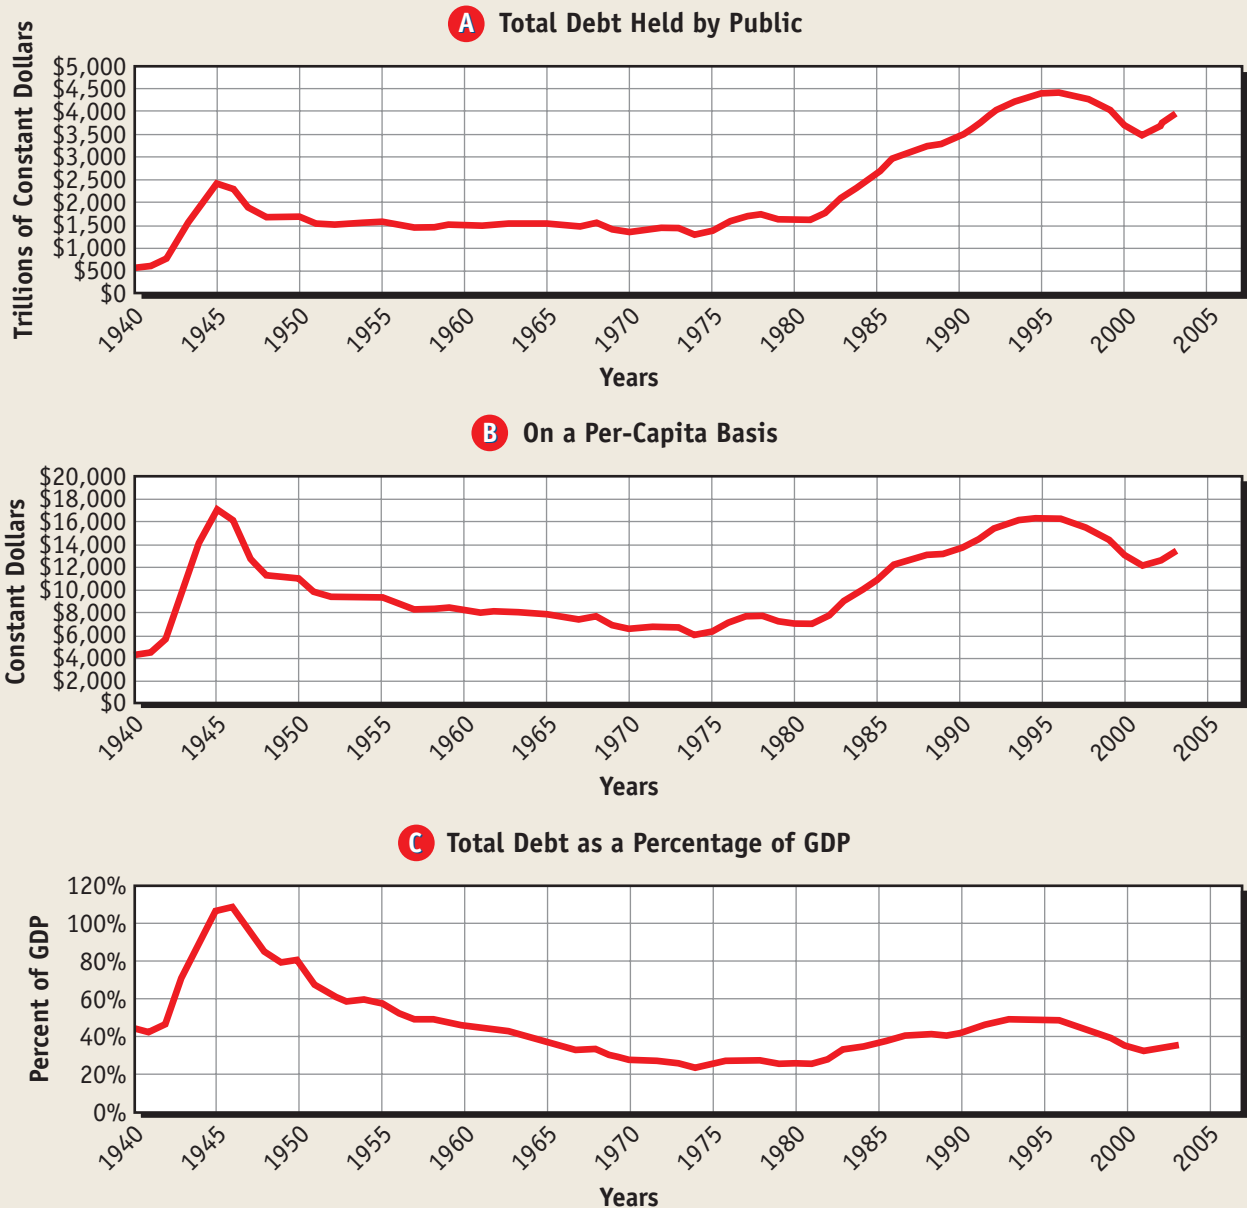 A Total Debt Held by Public
Trillions of Constant Dollars
$5,000
$4,500
$4,000
$3,500
$3,000
$2,500
$2,000
$1,500
$1,000
$500
$0
1940 1945 1950 1955 1960 1965 1970 1975 1980 1985 1990 1995 2000 2005
Years
B On a Per-Capita Basis
Constant Dollars
$20,000
$18,000
$16,000
$14,000
$12,000
$10,000
$8,000
$6,000
$4,000
$2,000
$0
1940 1945 1950 1955 1960 1965 1970 1975 1980 1985 1990 1995 2000 2005
Years
C Total Debt as a Percentage of GDP
Percent of GDP
120%
100%
80%
60%
40%
20%
0%
1940 1945 1950 1955 1960 1965 1970 1975 1980 1985 1990 1995 2000 2005
Years